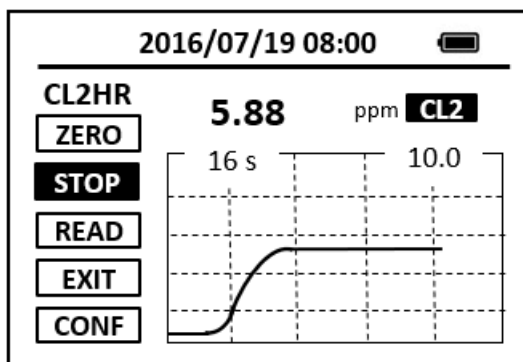 2016/07/19 08:00
CL2HR
5.88 ppm CL2
ZERO
16 s 10.0
STOP
READ
EXIT
CONF